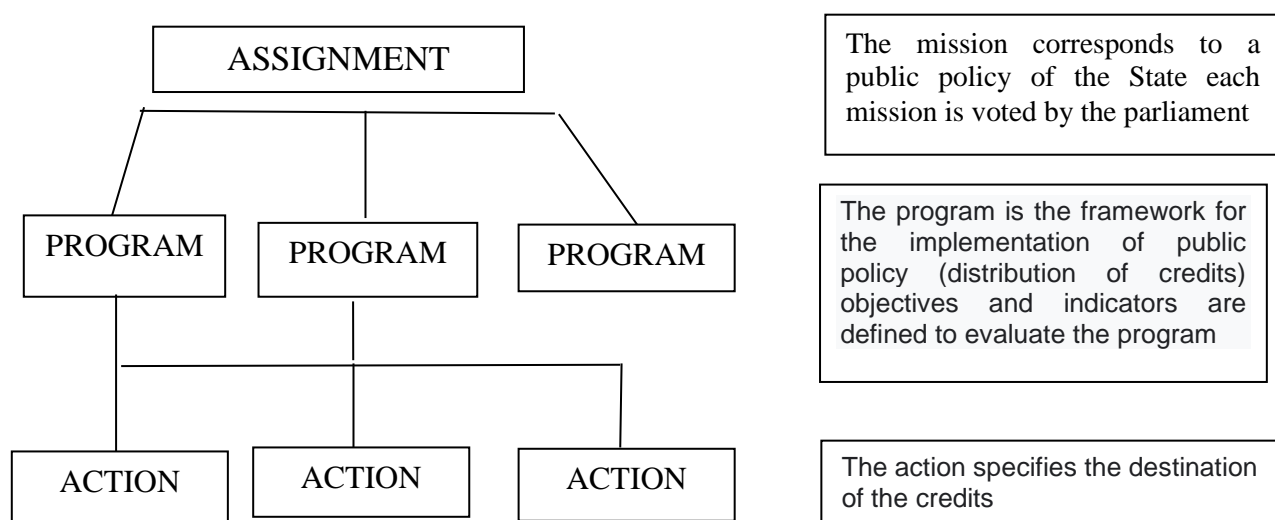 ASSIGNMENT
The mission corresponds to a
public policy of the State each
mission is voted by the parliament
PROGRAM
PROGRAM
PROGRAM
The program is the framework for
the implementation of public
policy (distribution of credits)
objectives and indicators are
defined to evaluate the program
ACTION
ACTION
ACTION
The action specifies the destination
of the credits